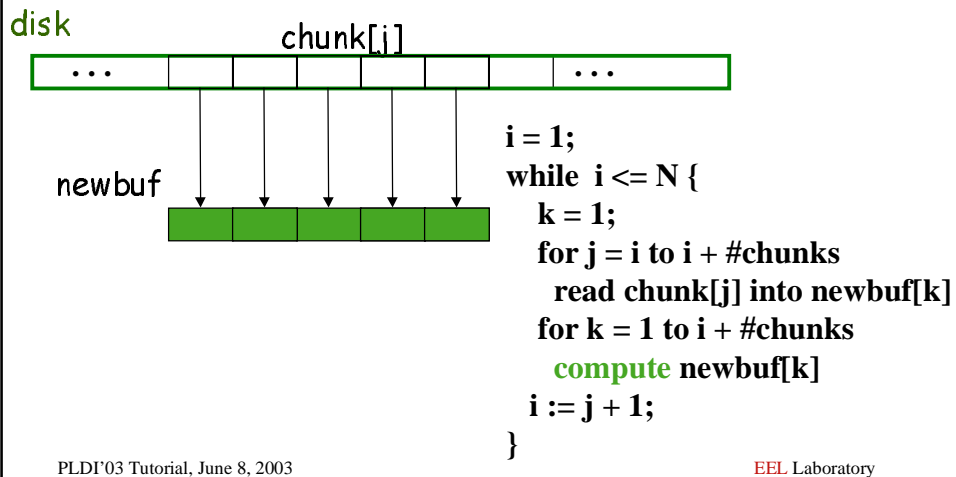 disk
chunk[j]
... ...
newbuf
i = 1;
while i <= N {
k = 1;
for j = i to i + #chunks
read chunk[j] into newbuf[k]
for k = 1 to i + #chunks
compute newbuf[k]
i := j + 1;
}
PLDI'03 Tutorial, June 8, 2003 EEL Laboratory